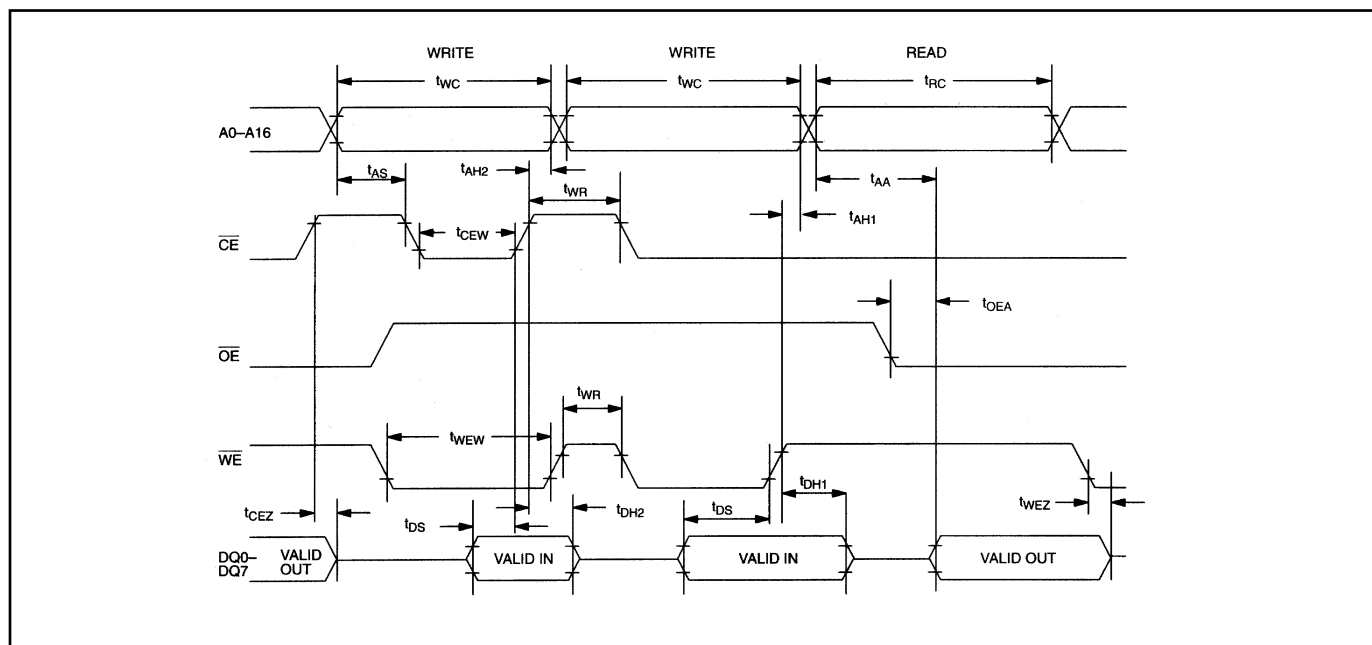 WRITE WRITE READ
tWC tWC tRC
A0–A16
tAS tAH2 tWR tAA
tAH1
CE tCEW
tOEA
OE
tWR
WE tWEW
tCEZ tDS tDH2 tDS tDH1 tWEZ
DQ0– DQ7 VALID OUT VALID IN VALID IN VALID OUT